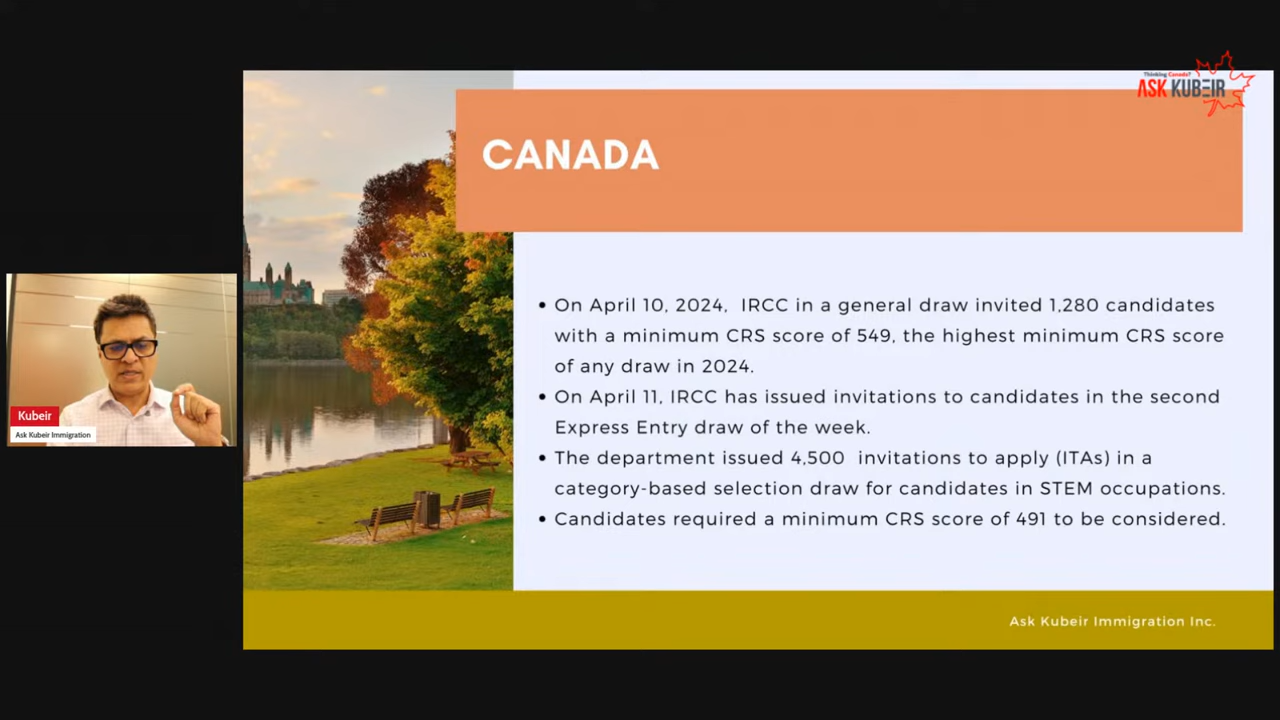 Thinking Canada?
ASK KUBEIR
CANADA
• On April 10, 2024, IRCC in a general draw invited 1,280 candidates
with a minimum CRS score of 549, the highest minimum CRS score
of any draw in 2024.
• On April 11, IRCC has issued invitations to candidates in the second
Express Entry draw of the week.
• The department issued 4,500 invitations to apply (ITAs) in a
category-based selection draw for candidates in STEM occupations.
• Candidates required a minimum CRS score of 491 to be considered.
Kubeir
Ask Kubeir Immigration
Ask Kubeir Immigration Inc.